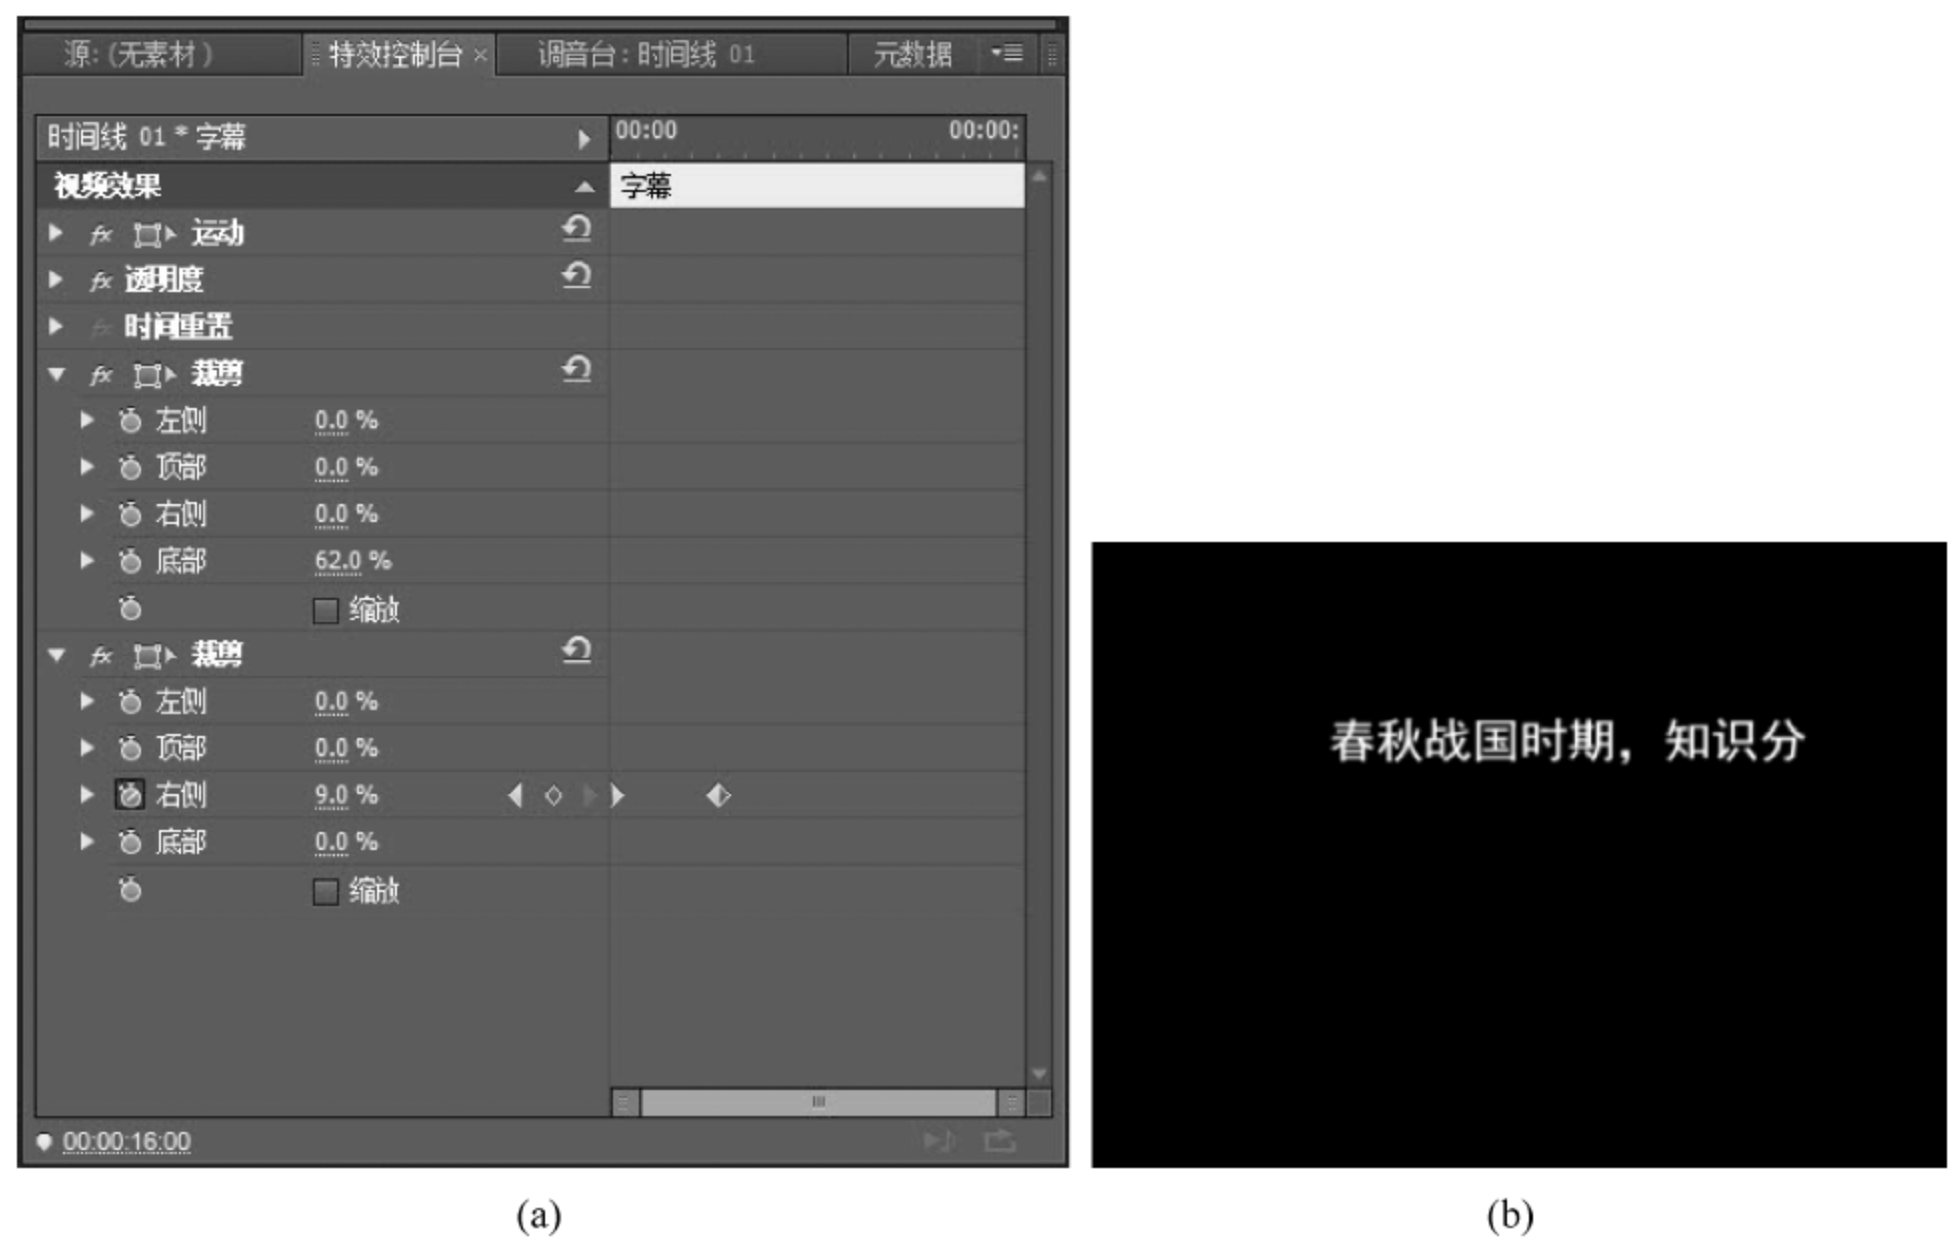 源: (无素材)
特效控制台 ×
调音台: 时间线 01
元数据
时间线 01 * 字幕
00:00
00:00:
视频效果
字幕
fx 运动
fx 透明度
fx 时间重置
fx 裁剪
左侧 0.0 %
顶部 0.0 %
右侧 0.0 %
底部 62.0 %
缩放
fx 裁剪
左侧 0.0 %
顶部 0.0 %
右侧 9.0 %
底部 0.0 %
缩放
00:00:16:00
春秋战国时期，知识分
(a)
(b)